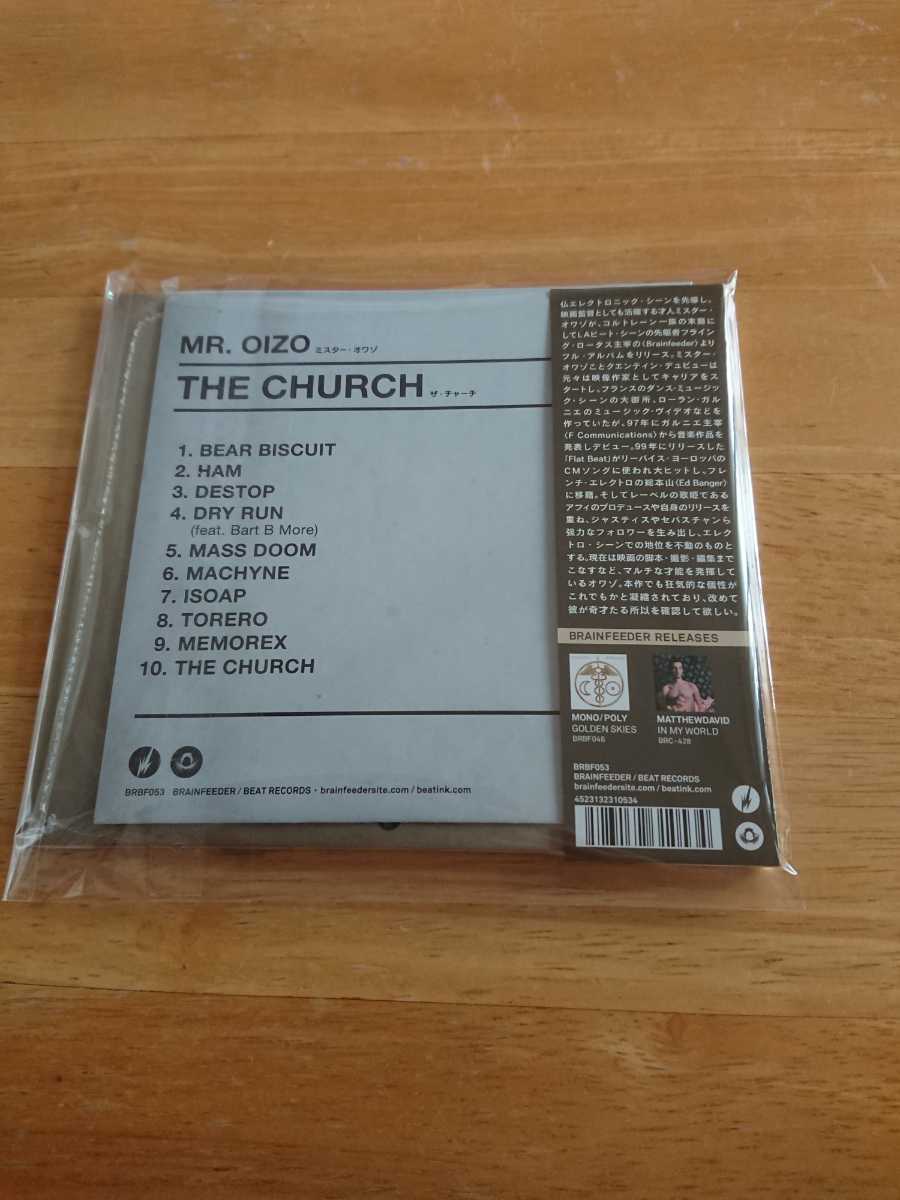 MR. OIZO ミスター・オワゾ
THE CHURCH ザ・チャーチ
1. BEAR BISCUIT
2. HAM
3. DESTOP
4. DRY RUN
(feat. Bart B More)
5. MASS DOOM
6. MACHYNE
7. ISOAP
8. TORERO
9. MEMOREX
10. THE CHURCH
BRBF053 BRAINFEEDER / BEAT RECORDS • brainfeedersite.com / beatink.com
仏エレクトロニック・シーンを先導し、
映画監督としても活躍する才人ミスター・
オワゾが、コルトレーン一族の末裔に
してLAビート・シーンの先駆者フライン
グ・ロータス主宰の〈Brainfeeder〉より
フル・アルバムをリリース。ミスター・
オワゾことクエンティン・デュピューは
元々は映像作家としてキャリアをス
タートし、フランスのダンス・ミュージッ
ク・シーンの大御所、ローラン・ガル
ニエのミュージック・ヴィデオなどを
作っていたが、97年にガルニエ主宰
〈F Communications〉から音楽作品を
発表しデビュー。99年にリリースした
「Flat Beat」がリーバイス・ヨーロッパの
CMソングに使われ大ヒットし、フレ
ンチ・エレクトロの総本山〈Ed Banger〉
に移籍。そしてレーベルの歌姫である
アフィのプロデュースや自身のリリースを
重ね、ジャスティスやセバスチャンら
強力なフォロワーを生み出し、エレク
トロ・シーンでの地位を不動のものと
する。現在は映画の脚本・撮影・編集まで
こなすなど、マルチな才能を発揮して
いるオワゾ。本作でも狂気的な個性が
これでもかと凝縮されており、改めて
彼が奇才たる所以を確認して欲しい。
BRAINFEEDER RELEASES
MONO/POLY
GOLDEN SKIES
BRBF046
MATTHEWDAVID
IN MY WORLD
BRC-428
BRBF053
BRAINFEEDER / BEAT RECORDS
brainfeedersite.com / beatink.com
4523132310534